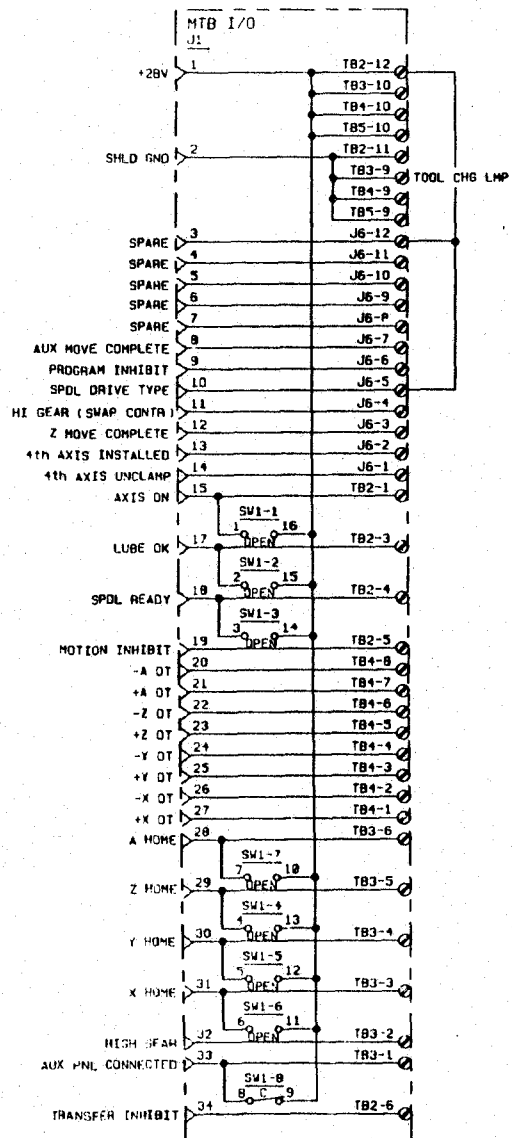 MTB I/O
J1
+28V 1 TB2-12
TB3-10
TB4-10
TB5-10
SHLD GND 2 TB2-11
TB3-9 TOOL CHG LMP
TB4-9
TB5-9
SPARE 3 J6-12
SPARE 4 J6-11
SPARE 5 J6-10
SPARE 6 J6-9
SPARE 7 J6-8
AUX MOVE COMPLETE 8 J6-7
PROGRAM INHIBIT 9 J6-6
SPDL DRIVE TYPE 10 J6-5
HI GEAR (SWAP CONTR) 11 J6-4
Z MOVE COMPLETE 12 J6-3
4th AXIS INSTALLED 13 J6-2
4th AXIS UNCLAMP 14 J6-1
AXIS ON 15 TB2-1
SW1-1
1 OPEN 16
LUBE OK 17 TB2-3
SW1-2
2 OPEN 15
SPDL READY 18 TB2-4
SW1-3
3 OPEN 14
MOTION INHIBIT 19 TB2-5
-A OT 20 TB4-8
+A OT 21 TB4-7
-Z OT 22 TB4-6
+Z OT 23 TB4-5
-Y OT 24 TB4-4
+Y OT 25 TB4-3
-X OT 26 TB4-2
+X OT 27 TB4-1
A HOME 28 TB3-6
SW1-7
7 OPEN 10
Z HOME 29 TB3-5
SW1-4
4 OPEN 13
Y HOME 30 TB3-4
SW1-5
5 OPEN 12
X HOME 31 TB3-3
SW1-6
6 OPEN 11
HIGH GEAR 32 TB3-2
AUX PNL CONNECTED 33 TB3-1
SW1-8
8 C 9
TRANSFER INHIBIT 34 TB2-6